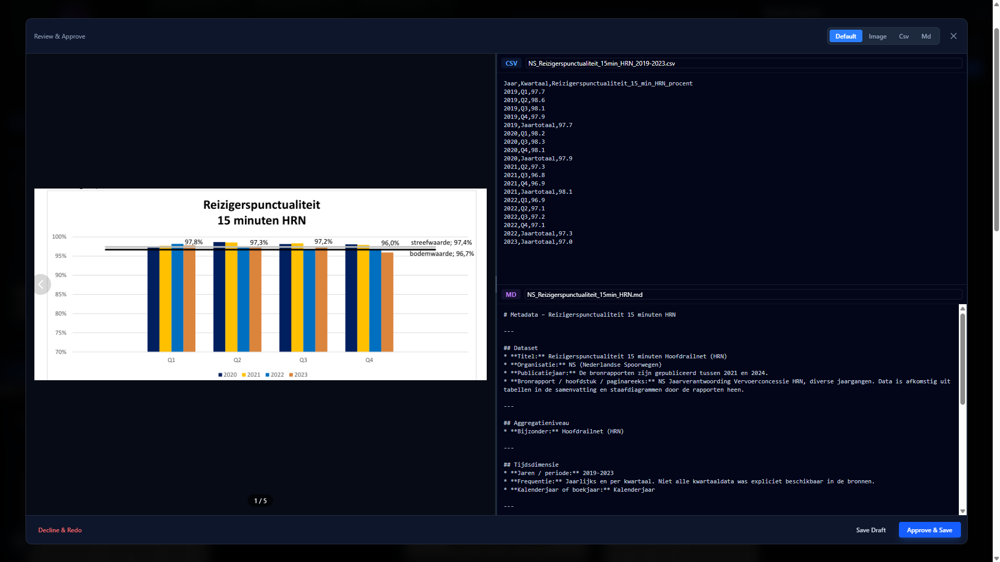 Review & Approve
Default
Image
Csv
Md
Reizigerspunctualiteit
15 minuten HRN
100%
95%
90%
85%
80%
75%
70%
97,8%
97,3%
97,2%
96,0%
streefwaarde; 97,4%
bodemwaarde; 96,7%
Q1
Q2
Q3
Q4
2020
2021
2022
2023
1 / 5
CSV
NS_Reizigerspunctualiteit_15min_HRN_2019-2023.csv
Jaar,Kwartaal,Reizigerspunctualiteit_15_min_HRN_procent
2019,Q1,97.7
2019,Q2,98.6
2019,Q3,98.1
2019,Q4,97.9
2019,Jaartotaal,97.7
2020,Q1,98.2
2020,Q3,98.3
2020,Q4,98.1
2020,Jaartotaal,97.9
2021,Q2,97.3
2021,Q3,96.8
2021,Q4,96.9
2021,Jaartotaal,98.1
2022,Q1,96.9
2022,Q2,97.1
2022,Q3,97.2
2022,Q4,97.1
2022,Jaartotaal,97.3
2023,Jaartotaal,97.0
MD
NS_Reizigerspunctualiteit_15min_HRN.md
# Metadata – Reizigerspunctualiteit 15 minuten HRN
---
## Dataset
* **Titel:** Reizigerspunctualiteit 15 minuten Hoofdrailnet (HRN)
* **Organisatie:** NS (Nederlandse Spoorwegen)
* **Publicatiejaar:** De bronrapporten zijn gepubliceerd tussen 2021 en 2024.
* **Bronrapport / hoofdstuk / paginareeks:** NS Jaarverantwoording Vervoerconcessie HRN, diverse jaargangen. Data is afkomstig uit
tabellen in de samenvatting en staafdiagrammen door de rapporten heen.
---
## Aggregatieniveau
* **Bijzonder:** Hoofdrailnet (HRN)
---
## Tijdsdimensie
* **Jaren / periode:** 2019-2023
* **Frequentie:** Jaarlijks en per kwartaal. Niet alle kwartaaldata was expliciet beschikbaar in de bronnen.
* **Kalenderjaar of boekjaar:** Kalenderjaar
---
Decline & Redo
Save Draft
Approve & Save